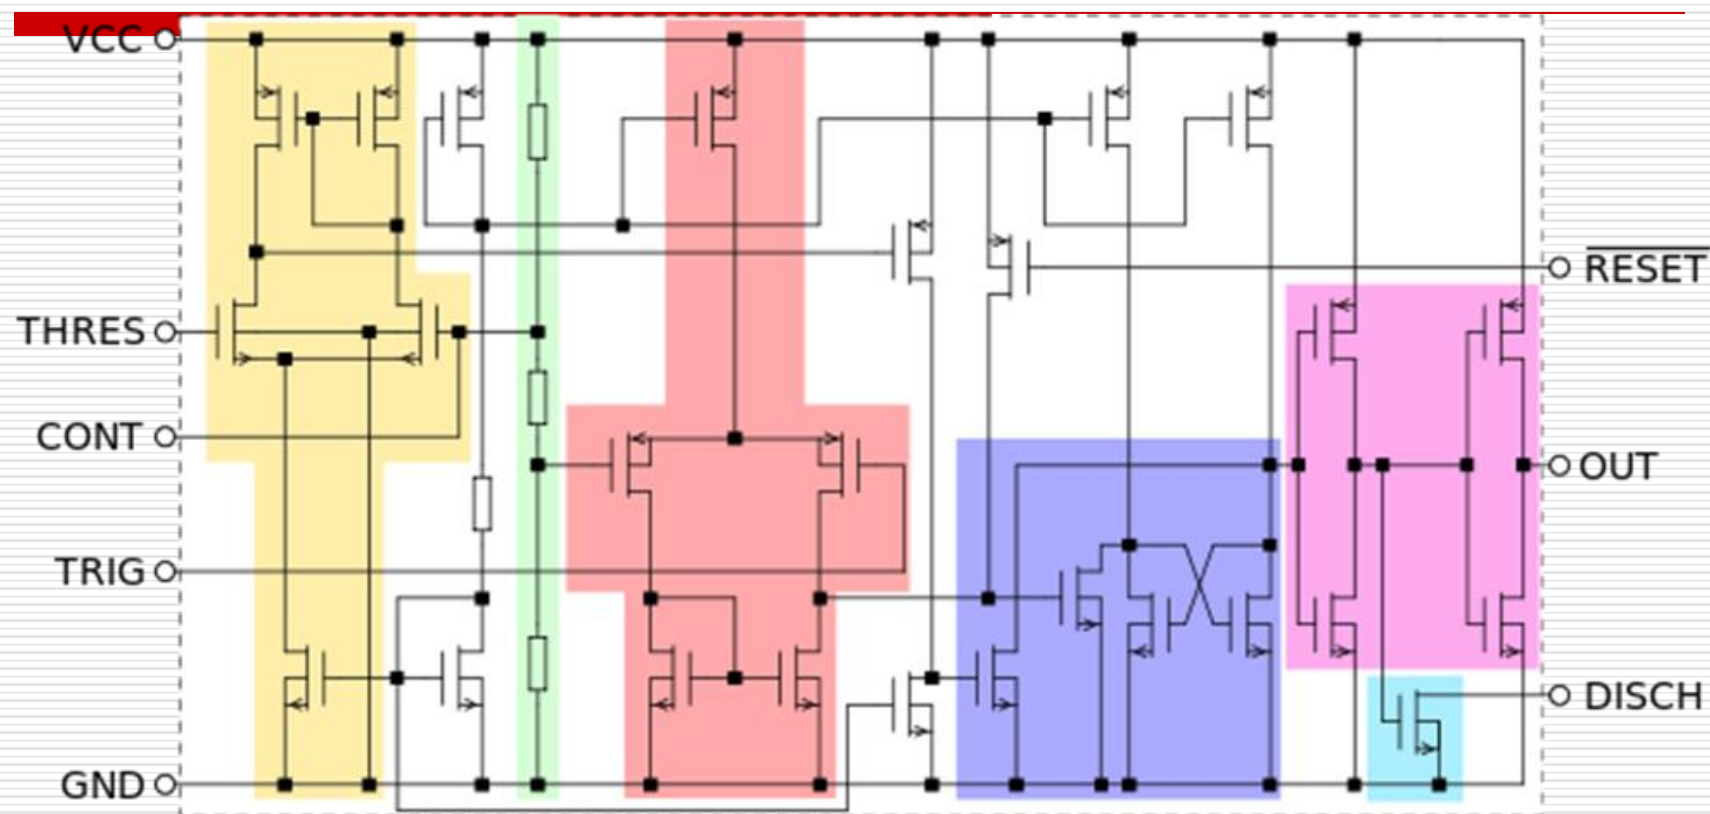 VCC
RESET
THRES
CONT
OUT
TRIG
DISCH
GND